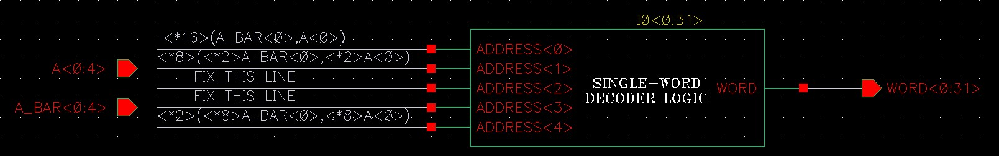 I0<0:31>
<*16>(A_BAR<0>,A<0>)
ADDRESS<0>
<*8>(<*2>A_BAR<0>,<*2>A<0>)
A<0:4>
ADDRESS<1>
FIX_THIS_LINE
ADDRESS<2>
SINGLE-WORD
DECODER LOGIC
WORD
WORD<0:31>
FIX_THIS_LINE
A_BAR<0:4>
ADDRESS<3>
<*2>(<*8>A_BAR<0>,<*8>A<0>)
ADDRESS<4>